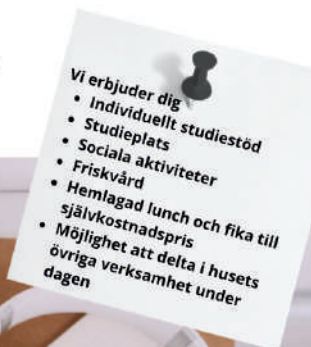 Vi erbjuder dig
• Individuellt studiestöd
• Studieplats
• Sociala aktiviteter
• Friskvård
• Hemlagad lunch och fika till
självkostnadspris
• Möjlighet att delta i husets
övriga verksamhet under
dagen